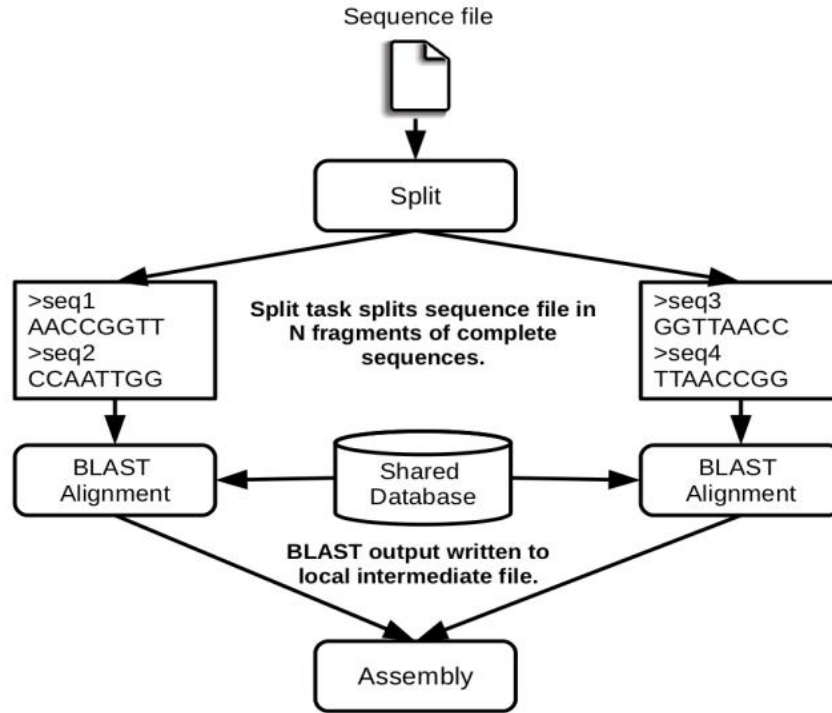 Sequence file
Split
>seq1
AACCGGTT
>seq2
CCAATTGG
Split task splits sequence file in
N fragments of complete
sequences.
>seq3
GGTTAACC
>seq4
TTAACCGG
BLAST
Alignment
Shared
Database
BLAST
Alignment
BLAST output written to
local intermediate file.
Assembly